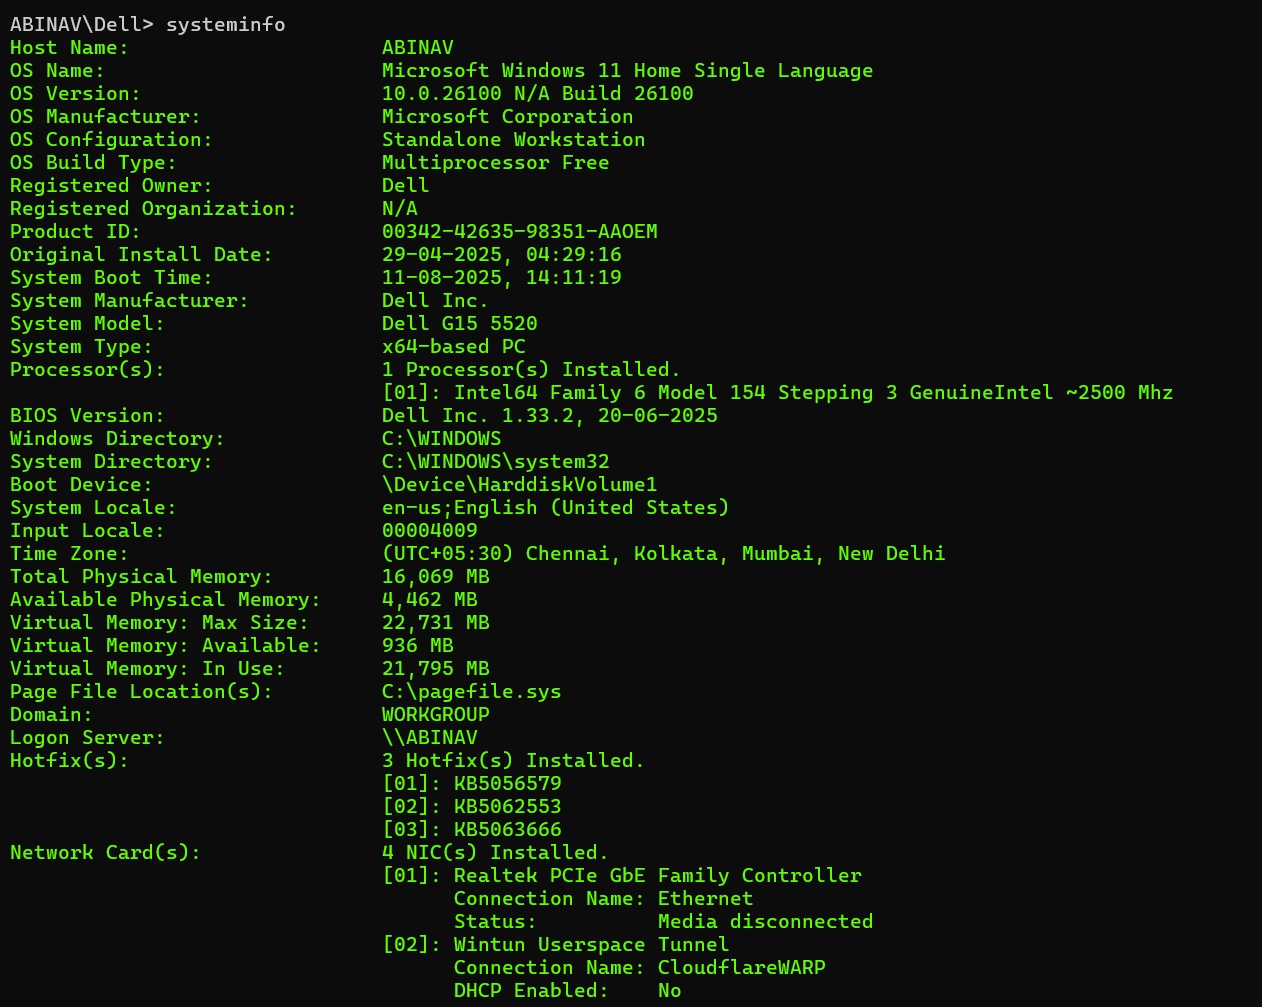 ABINAV\Dell> systeminfo
Host Name: ABINAV
OS Name: Microsoft Windows 11 Home Single Language
OS Version: 10.0.26100 N/A Build 26100
OS Manufacturer: Microsoft Corporation
OS Configuration: Standalone Workstation
OS Build Type: Multiprocessor Free
Registered Owner: Dell
Registered Organization: N/A
Product ID: 00342-42635-98351-AAOEM
Original Install Date: 29-04-2025, 04:29:16
System Boot Time: 11-08-2025, 14:11:19
System Manufacturer: Dell Inc.
System Model: Dell G15 5520
System Type: x64-based PC
Processor(s): 1 Processor(s) Installed.
[01]: Intel64 Family 6 Model 154 Stepping 3 GenuineIntel ~2500 Mhz
BIOS Version: Dell Inc. 1.33.2, 20-06-2025
Windows Directory: C:\WINDOWS
System Directory: C:\WINDOWS\system32
Boot Device: \Device\HarddiskVolume1
System Locale: en-us;English (United States)
Input Locale: 00004009
Time Zone: (UTC+05:30) Chennai, Kolkata, Mumbai, New Delhi
Total Physical Memory: 16,069 MB
Available Physical Memory: 4,462 MB
Virtual Memory: Max Size: 22,731 MB
Virtual Memory: Available: 936 MB
Virtual Memory: In Use: 21,795 MB
Page File Location(s): C:\pagefile.sys
Domain: WORKGROUP
Logon Server: \\ABINAV
Hotfix(s): 3 Hotfix(s) Installed.
[01]: KB5056579
[02]: KB5062553
[03]: KB5063666
Network Card(s): 4 NIC(s) Installed.
[01]: Realtek PCIe GbE Family Controller
Connection Name: Ethernet
Status: Media disconnected
[02]: Wintun Userspace Tunnel
Connection Name: CloudflareWARP
DHCP Enabled: No